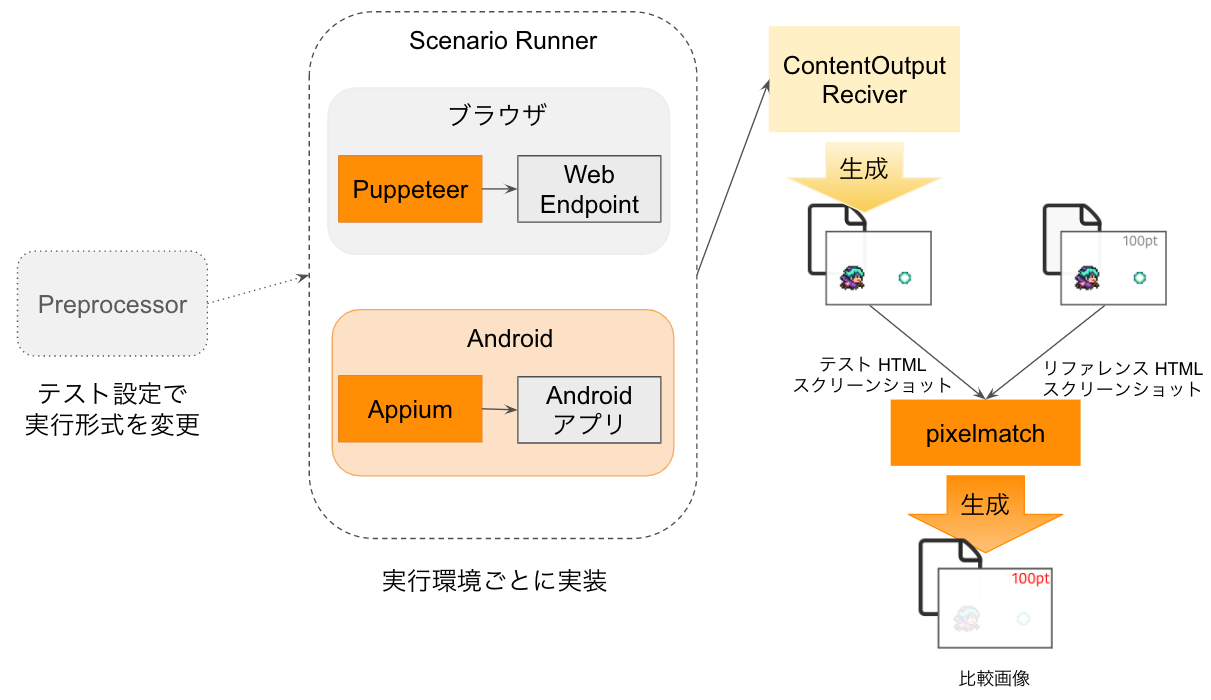 Scenario Runner
ブラウザ
Puppeteer
Web
Endpoint
Android
Appium
Android
アプリ
実行環境ごとに実装
Preprocessor
テスト設定で
実行形式を変更
ContentOutput
Reciver
生成
100pt
テスト HTML
スクリーンショット
リファレンス HTML
スクリーンショット
pixelmatch
生成
100pt
比較画像